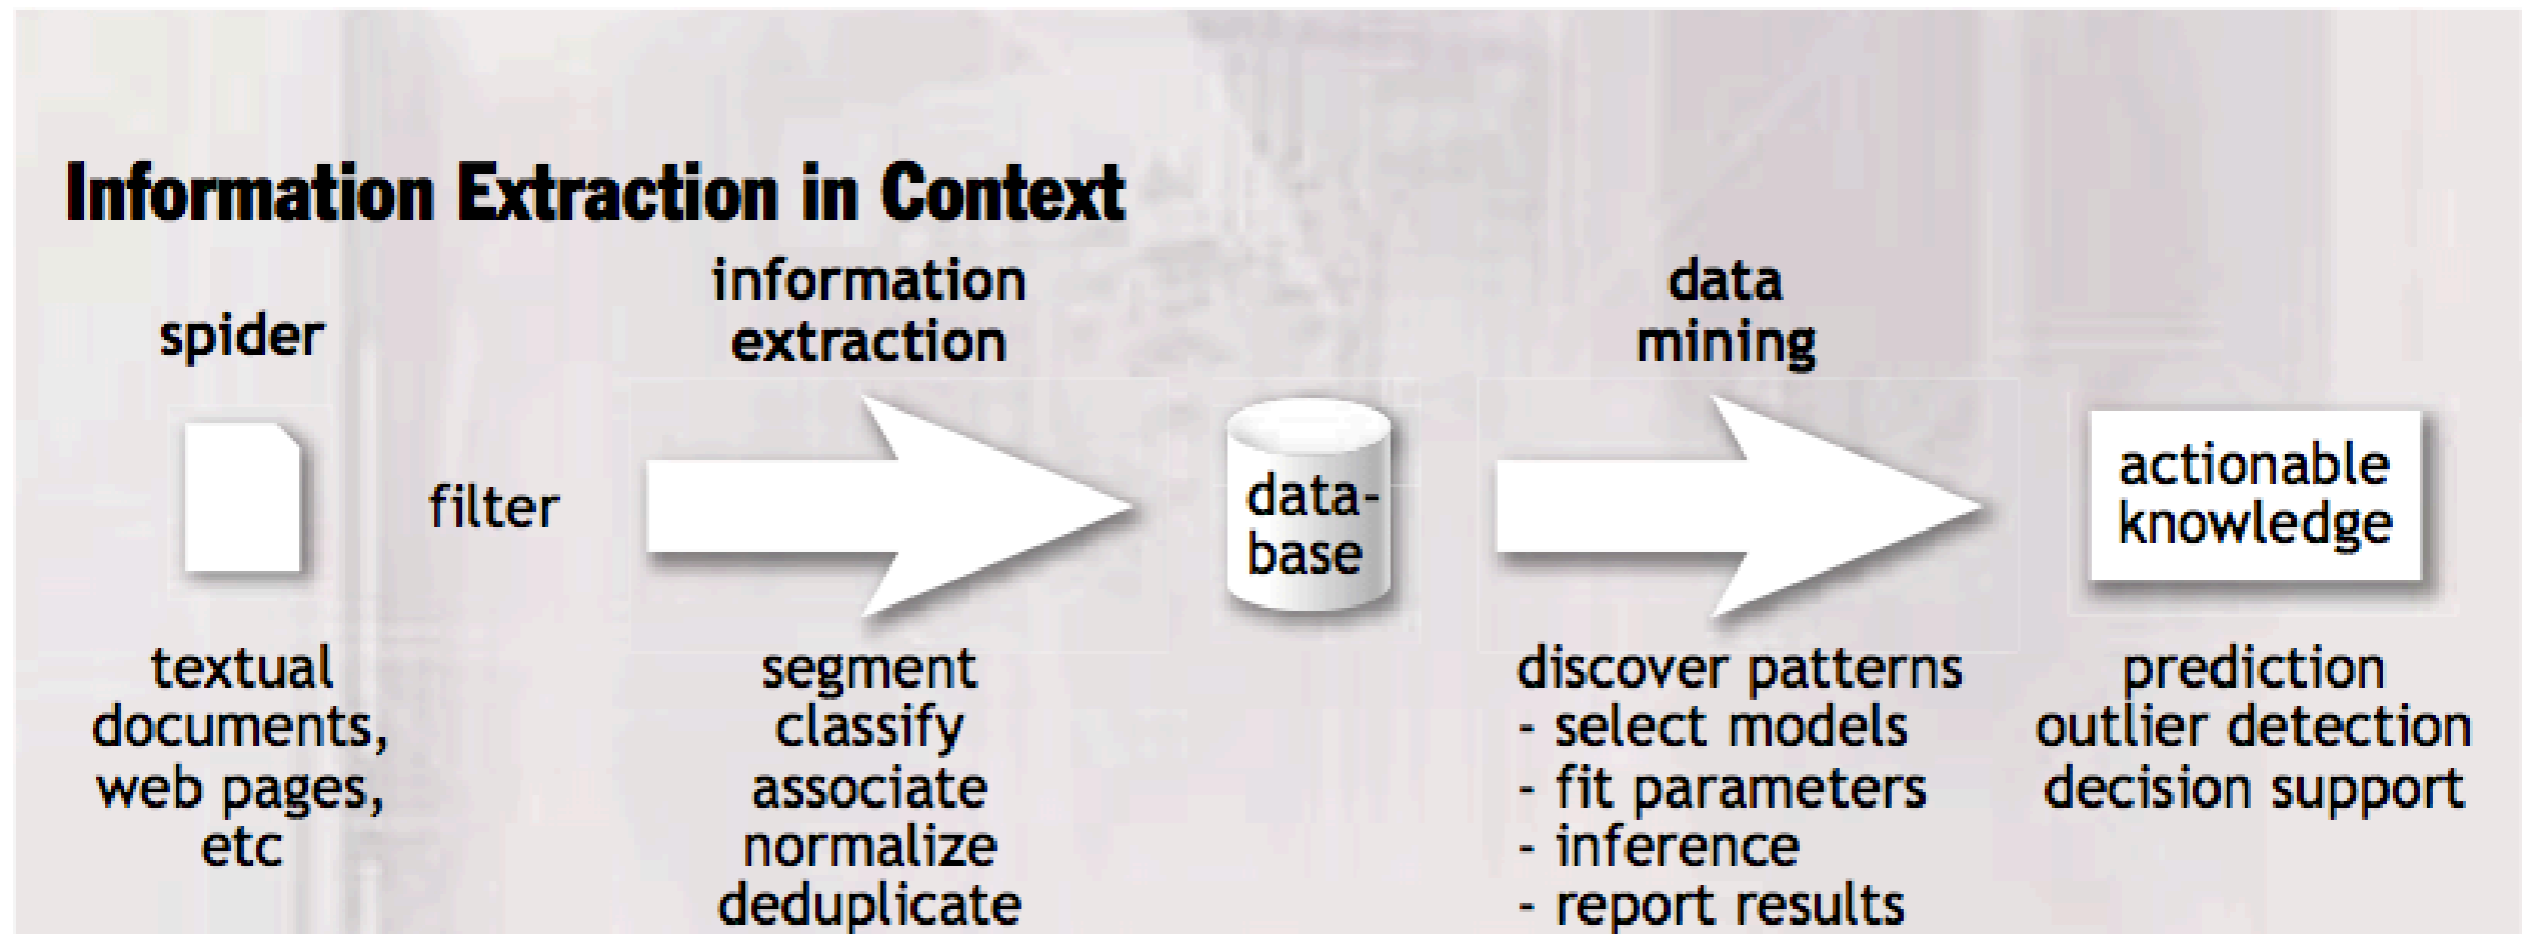 Information Extraction in Context
spider
textual
documents,
web pages,
etc
filter
information
extraction
segment
classify
associate
normalize
deduplicate
data-
base
data
mining
discover patterns
- select models
- fit parameters
- inference
- report results
actionable
knowledge
prediction
outlier detection
decision support